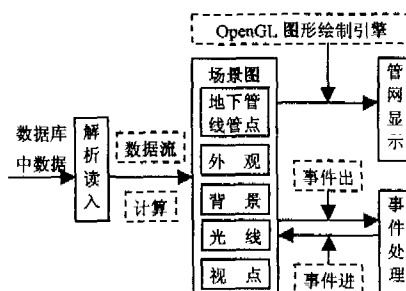 OpenGL 图形绘制引擎
场景图
地下管
线管点
外观
背景
光线
视点
数据库
中数据
解析读入
数据流
计算
管网显示
事件出
事件进
事件处理